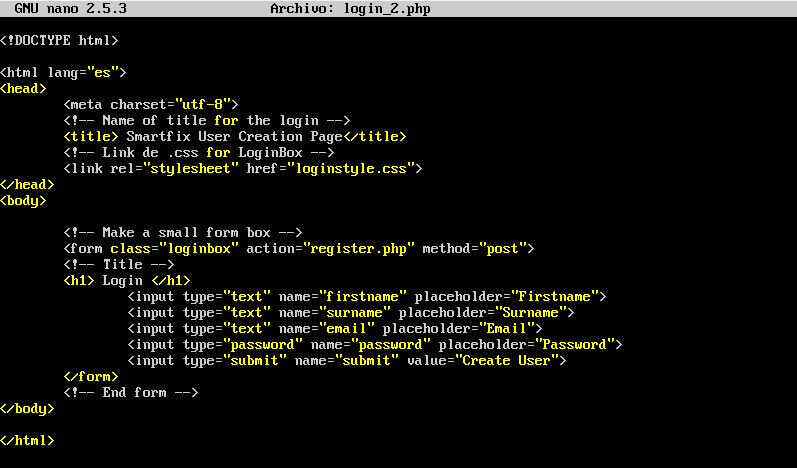 GNU nano 2.5.3 Archivo: login_2.php
<!DOCTYPE html>
<html lang="es">
<head>
<meta charset="utf-8">
<!-- Name of title for the login -->
<title> Smartfix User Creation Page</title>
<!-- Link de .css for LoginBox -->
<link rel="stylesheet" href="loginstyle.css">
</head>
<body>
<!-- Make a small form box -->
<form class="loginbox" action="register.php" method="post">
<!-- Title -->
<h1> Login </h1>
<input type="text" name="firstname" placeholder="Firstname">
<input type="text" name="surname" placeholder="Surname">
<input type="text" name="email" placeholder="Email">
<input type="password" name="password" placeholder="Password">
<input type="submit" name="submit" value="Create User">
</form>
<!-- End form -->
</body>
</html>